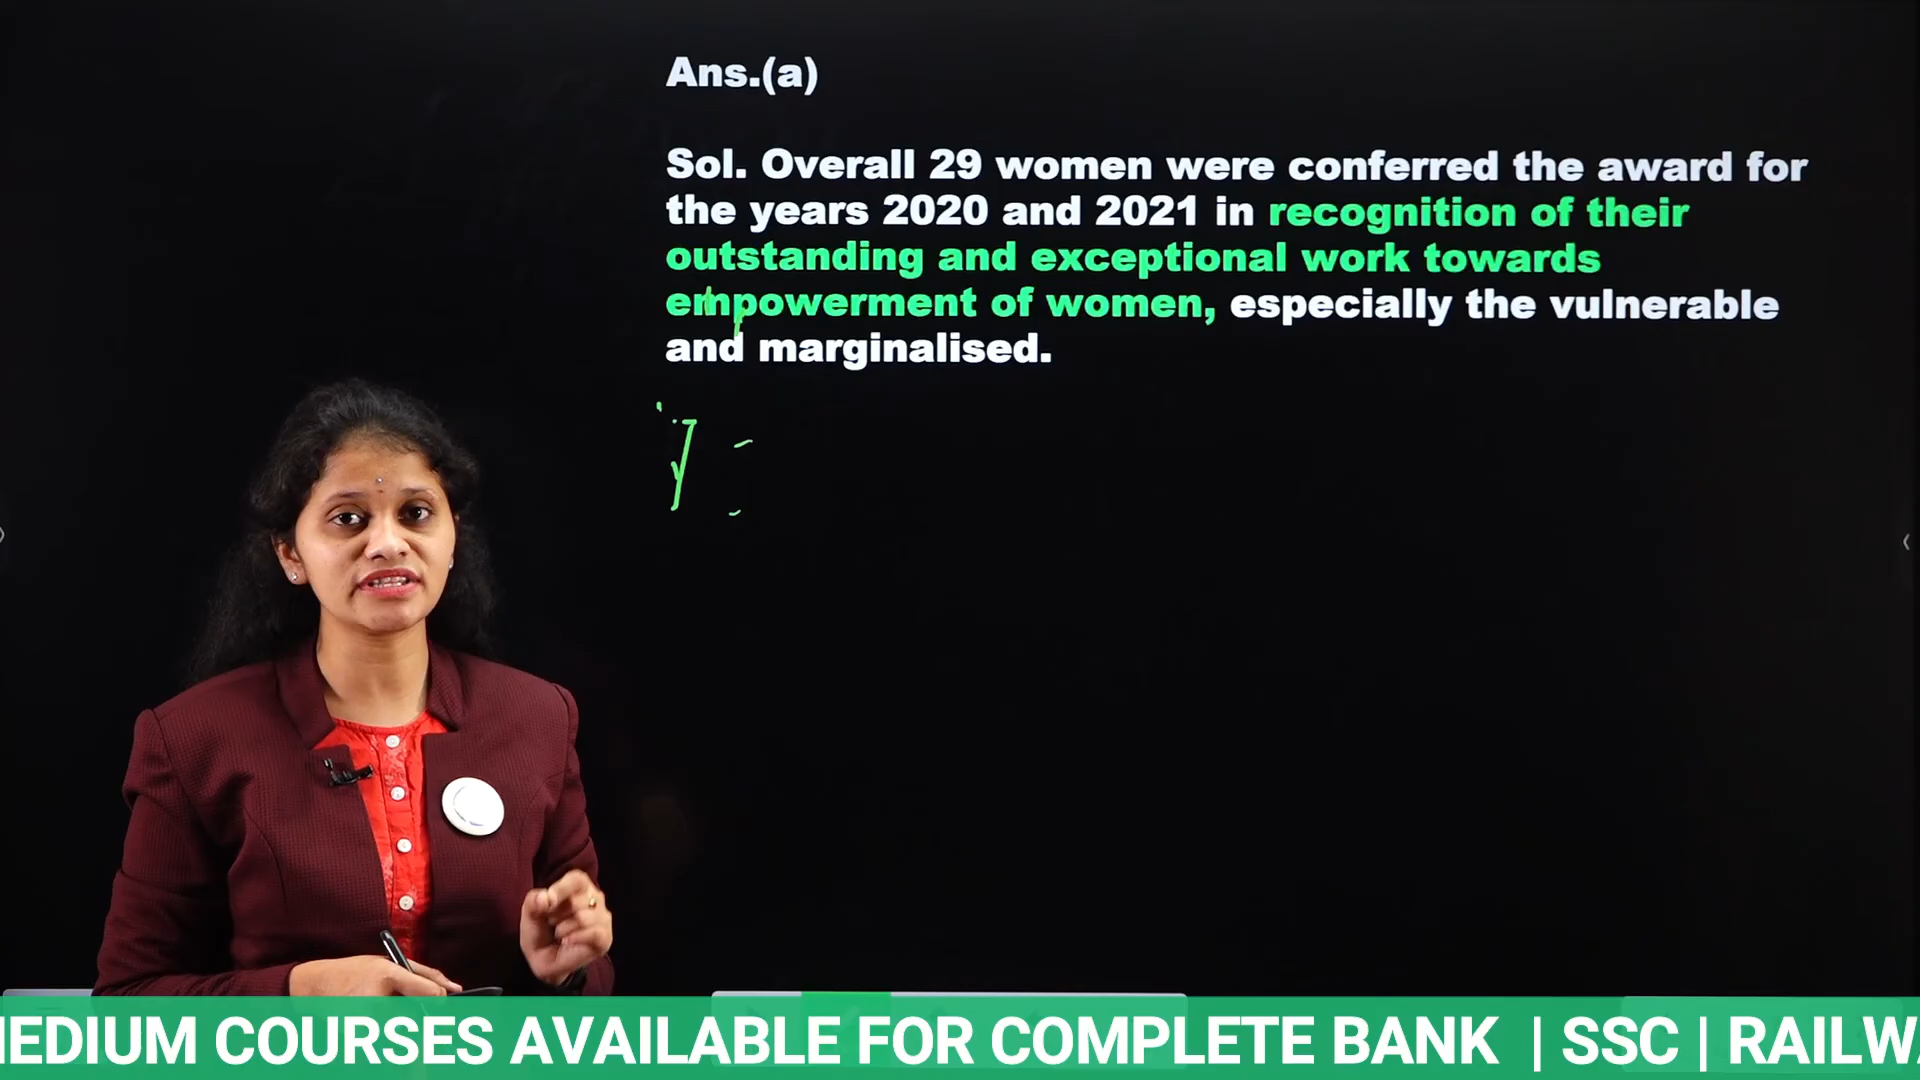 Ans.(a)
Sol. Overall 29 women were conferred the award for
the years 2020 and 2021 in recognition of their
outstanding and exceptional work towards
empowerment of women, especially the vulnerable
and marginalised.
COURSES AVAILABLE FOR COMPLETE BANK | SSC |